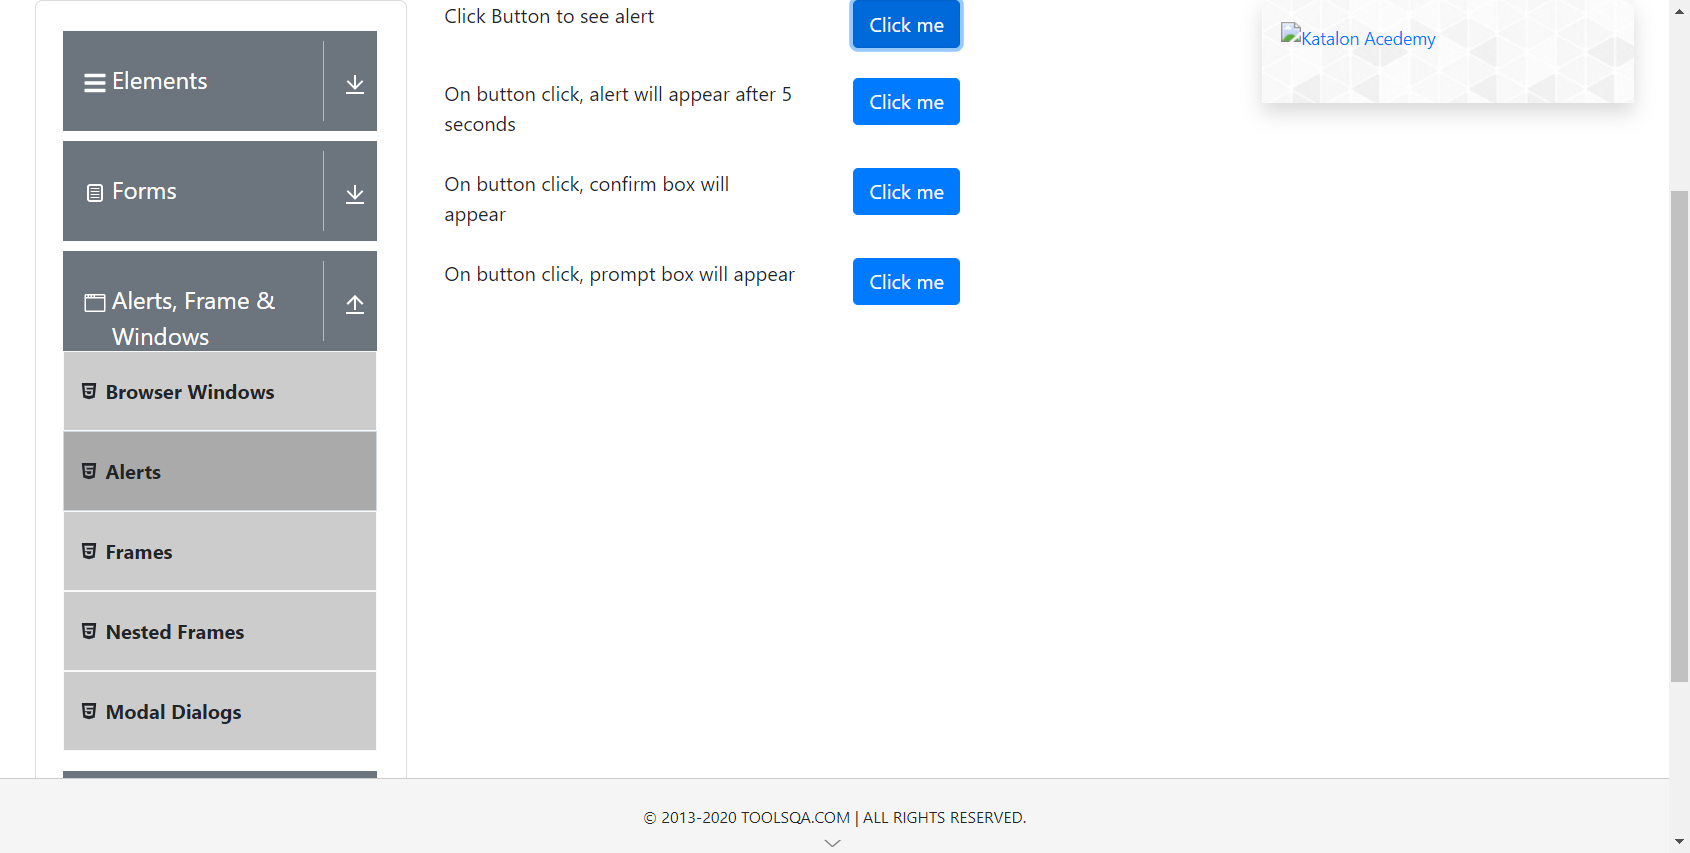 Elements
Forms
Alerts, Frame &
Windows
Browser Windows
Alerts
Frames
Nested Frames
Modal Dialogs
Click Button to see alert
Click me
On button click, alert will appear after 5
seconds
Click me
On button click, confirm box will
appear
Click me
On button click, prompt box will appear
Click me
Katalon Acedemy
© 2013-2020 TOOLSQA.COM | ALL RIGHTS RESERVED.